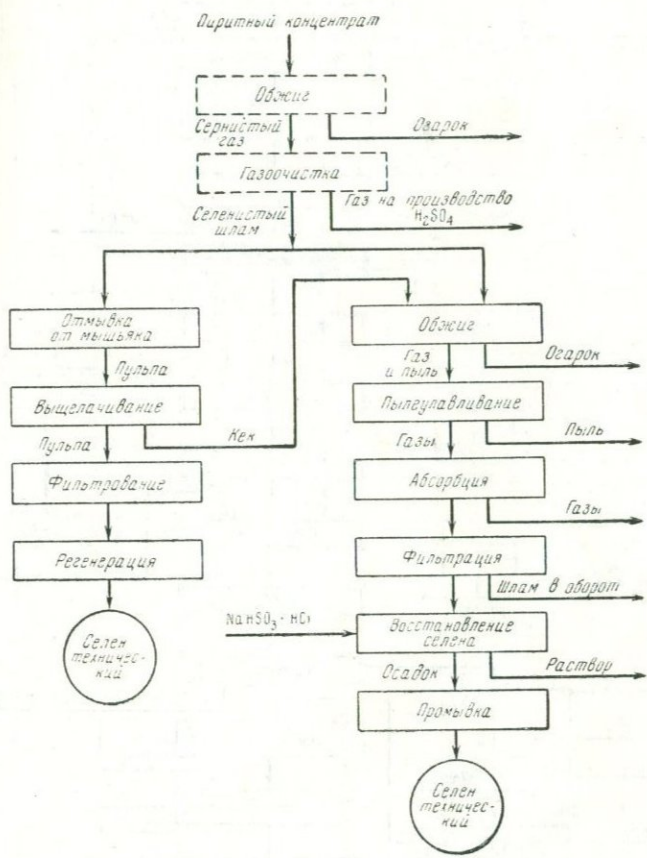 Пиритный концентрат
Обжиг
Сернистый
газ
Огарок
Газоочистка
Газ на производство
H₂SO₄
Селенистый
шлам
Отмывка
от мышьяка
Пульпа
Выщелачивание
Пульпа
Кек
Фильтрование
Регенерация
Селен
техничес-
кий
Обжиг
Газ
и пыль
Огарок
Пылеулавливание
Газы
Пыль
Абсорбция
Газы
Фильтрация
Шлам в оборот
NaHSO₃ · HCl
Восстановление
селена
Осадок
Раствор
Промывка
Селен
техничес-
кий